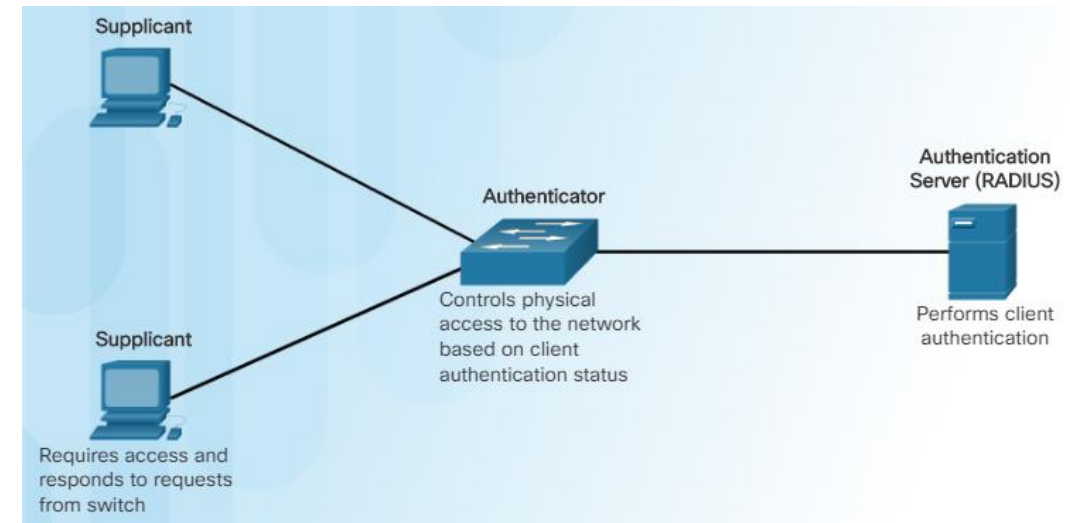 Supplicant
Authenticator
Controls physical
access to the network
based on client
authentication status
Authentication
Server (RADIUS)
Performs client
authentication
Supplicant
Requires access and
responds to requests
from switch